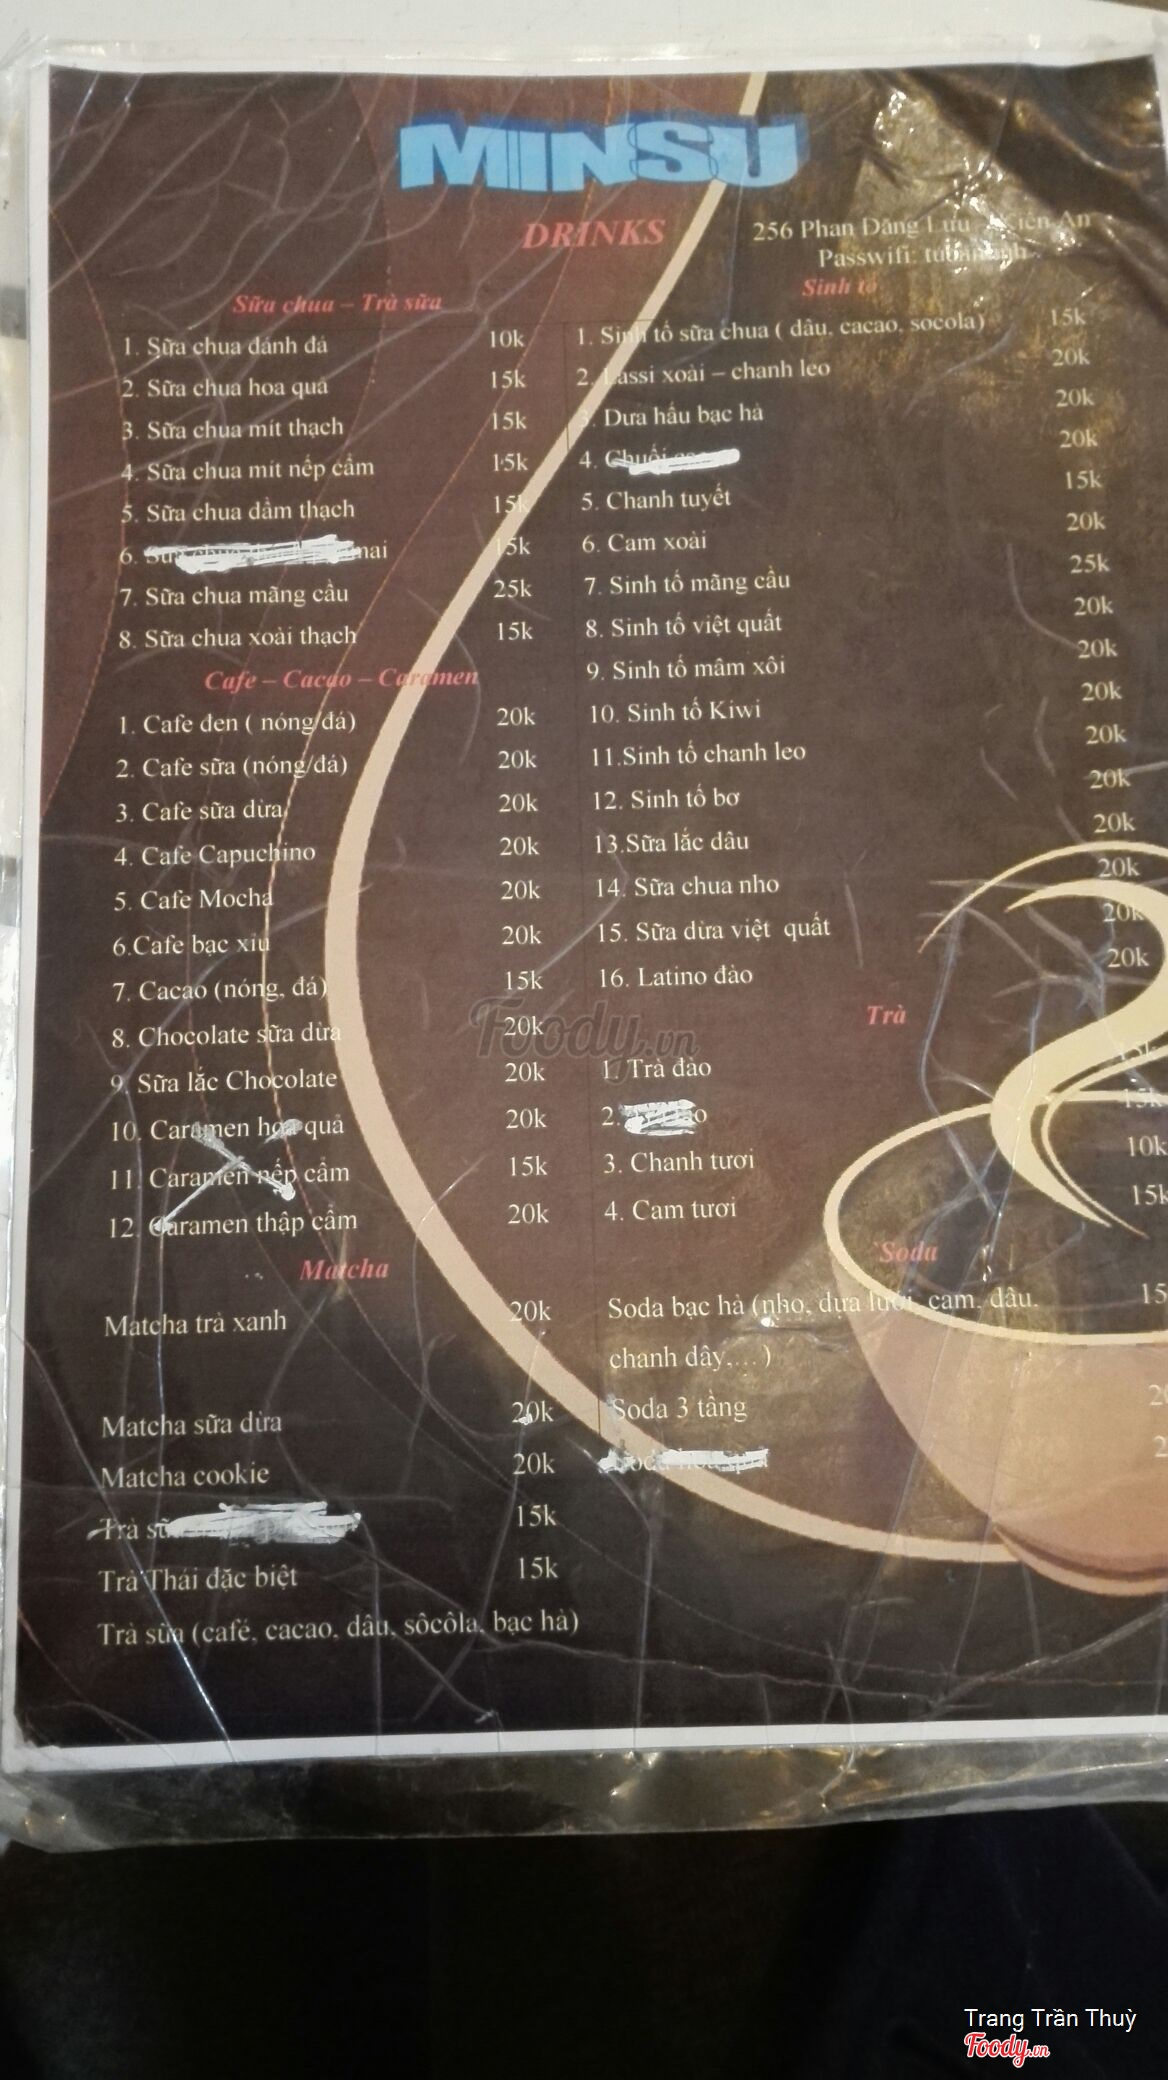 MINSU
DRINKS
256 Phan Đăng Lưu Kiến An
Passwifi:
Sữa chua – Trà sữa
1. Sữa chua đánh đá 10k
2. Sữa chua hoa quả 15k
3. Sữa chua mít thạch 15k
4. Sữa chua mít nếp cẩm 15k
5. Sữa chua dầm thạch 15k
6. 15k
7. Sữa chua mãng cầu 25k
8. Sữa chua xoài thạch 15k
Cafe – Cacao – Caramen
1. Cafe đen ( nóng/đá) 20k
2. Cafe sữa (nóng/đá) 20k
3. Cafe sữa dừa 20k
4. Cafe Capuchino 20k
5. Cafe Mocha 20k
6.Cafe bạc xỉu 20k
7. Cacao (nóng, đá) 15k
8. Chocolate sữa dừa 20k
9. Sữa lắc Chocolate 20k
10. Caramen hoa quả 20k
11. Caramen nếp cẩm 15k
12. Caramen thập cẩm 20k
Matcha
Matcha trà xanh 20k
Matcha sữa dừa 20k
Matcha cookie 20k
Trà 15k
Trà Thái đặc biệt 15k
Trà sữa (café, cacao, dâu, sôcôla, bạc hà)
Sinh tố
1. Sinh tố sữa chua ( dâu, cacao, socola) 15k
2. Lassi xoài – chanh leo 20k
3. Dưa hấu bạc hà 20k
4. Chuối 20k
5. Chanh tuyết 15k
6. Cam xoài 20k
7. Sinh tố mãng cầu 25k
8. Sinh tố việt quất 20k
9. Sinh tố mâm xôi 20k
10. Sinh tố Kiwi 20k
11.Sinh tố chanh leo 20k
12. Sinh tố bơ 20k
13.Sữa lắc dâu 20k
14. Sữa chua nho 20k
15. Sữa dừa việt quất 20k
16. Latino đào 20k
Trà
1. Trà đào 15k
2. 15k
3. Chanh tươi 10k
4. Cam tươi 15k
Soda
Soda bạc hà (nho, dưa lưới, cam, dâu, 15
chanh dây,...)
Soda 3 tầng
Foody.vn
Trang Trần Thuỳ
Foody.vn